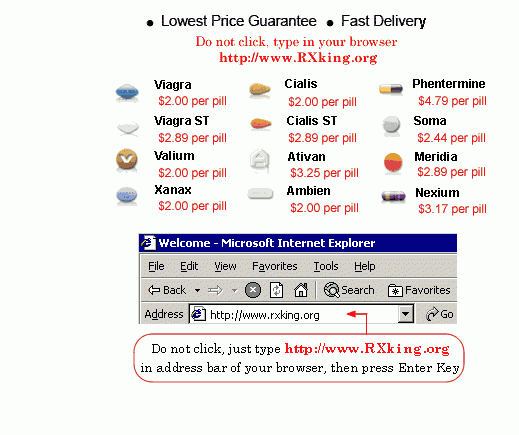 • Lowest Price Guarantee • Fast Delivery
Do not click, type in your browser
http://www.RXking.org
Viagra Cialis Phentermine
$2.00 per pill $2.00 per pill $4.79 per pill
Viagra ST Cialis ST Soma
$2.89 per pill $2.89 per pill $2.44 per pill
Valium Ativan Meridia
$2.00 per pill $3.25 per pill $2.89 per pill
Xanax Ambien Nexium
$2.00 per pill $2.00 per pill $3.17 per pill
Welcome - Microsoft Internet Explorer
File Edit View Favorites Tools Help
Back Search Favorites
Address http://www.rxking.org Go
Do not click, just type http://www.RXking.org
in address bar of your browser, then press Enter Key